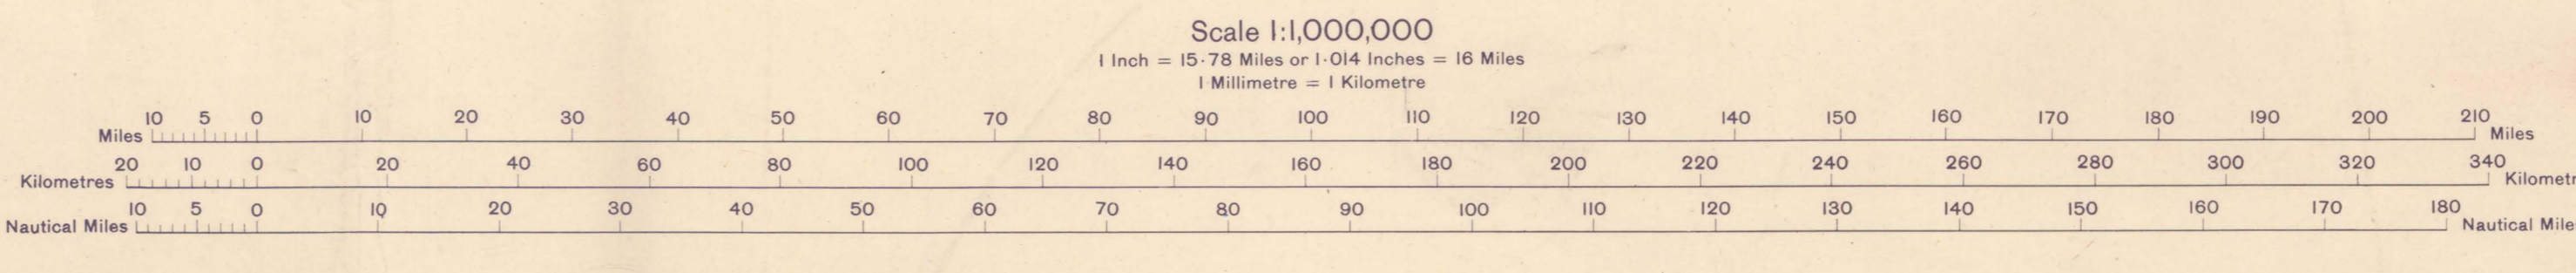 Scale 1:1,000,000
1 Inch = 15·78 Miles or 1·014 Inches = 16 Miles
1 Millimetre = 1 Kilometre
10 5 0 10 20 30 40 50 60 70 80 90 100 110 120 130 140 150 160 170 180 190 200 210
Miles Miles
20 10 0 20 40 60 80 100 120 140 160 180 200 220 240 260 280 300 320 340
Kilometres Kilometr
10 5 0 10 20 30 40 50 60 70 80 90 100 110 120 130 140 150 160 170 180
Nautical Miles Nautical Mile